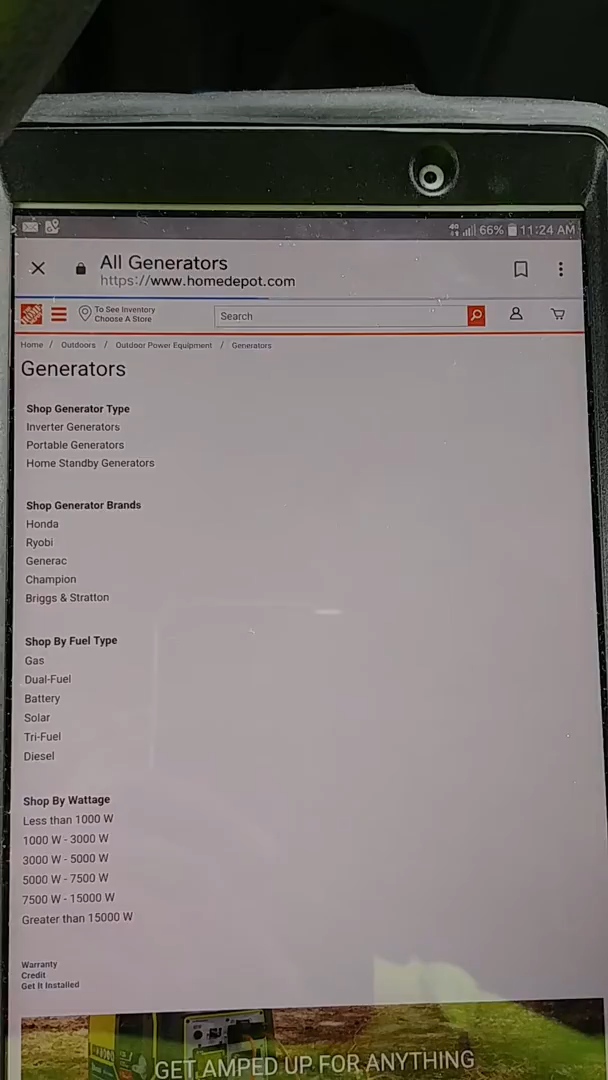 66% 11:24 AM
All Generators
https://www.homedepot.com
THE HOME
To See Inventory
Choose A Store
Search
Home / Outdoors / Outdoor Power Equipment / Generators
Generators
Shop Generator Type
Inverter Generators
Portable Generators
Home Standby Generators
Shop Generator Brands
Honda
Ryobi
Generac
Champion
Briggs & Stratton
Shop By Fuel Type
Gas
Dual-Fuel
Battery
Solar
Tri-Fuel
Diesel
Shop By Wattage
Less than 1000 W
1000 W - 3000 W
3000 W - 5000 W
5000 W - 7500 W
7500 W - 15000 W
Greater than 15000 W
Warranty
Credit
Get It Installed
GET AMPED UP FOR ANYTHING